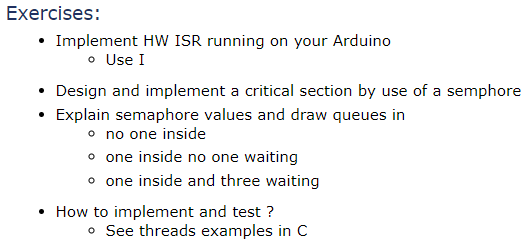 Exercises:
Implement HW ISR running on your Arduino
Use I
Design and implement a critical section by use of a semphore
Explain semaphore values and draw queues in
no one inside
one inside no one waiting
one inside and three waiting
How to implement and test ?
See threads examples in C